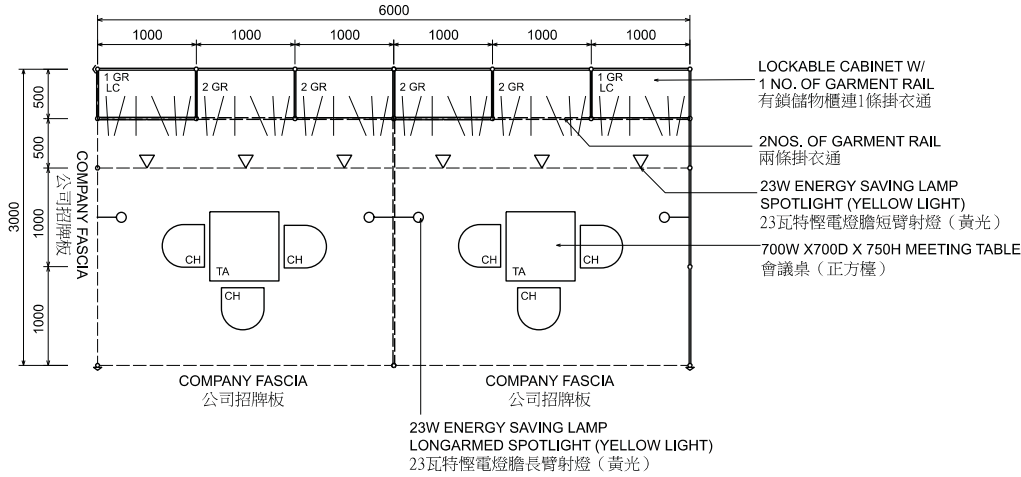 6000
1000 1000 1000 1000 1000 1000
3000
500
500
1000
1000
1 GR
LC
2 GR
2 GR
2 GR
2 GR
1 GR
LC
COMPANY FASCIA
公司招牌板
CH
TA
CH
CH
CH
TA
CH
CH
COMPANY FASCIA
公司招牌板
COMPANY FASCIA
公司招牌板
LOCKABLE CABINET W/
1 NO. OF GARMENT RAIL
有鎖儲物櫃連1條掛衣通
2NOS. OF GARMENT RAIL
兩條掛衣通
23W ENERGY SAVING LAMP
SPOTLIGHT (YELLOW LIGHT)
23瓦特慳電燈膽短臂射燈（黃光）
700W X700D X 750H MEETING TABLE
會議桌（正方檯）
23W ENERGY SAVING LAMP
LONGARMED SPOTLIGHT (YELLOW LIGHT)
23瓦特慳電燈膽長臂射燈（黃光）